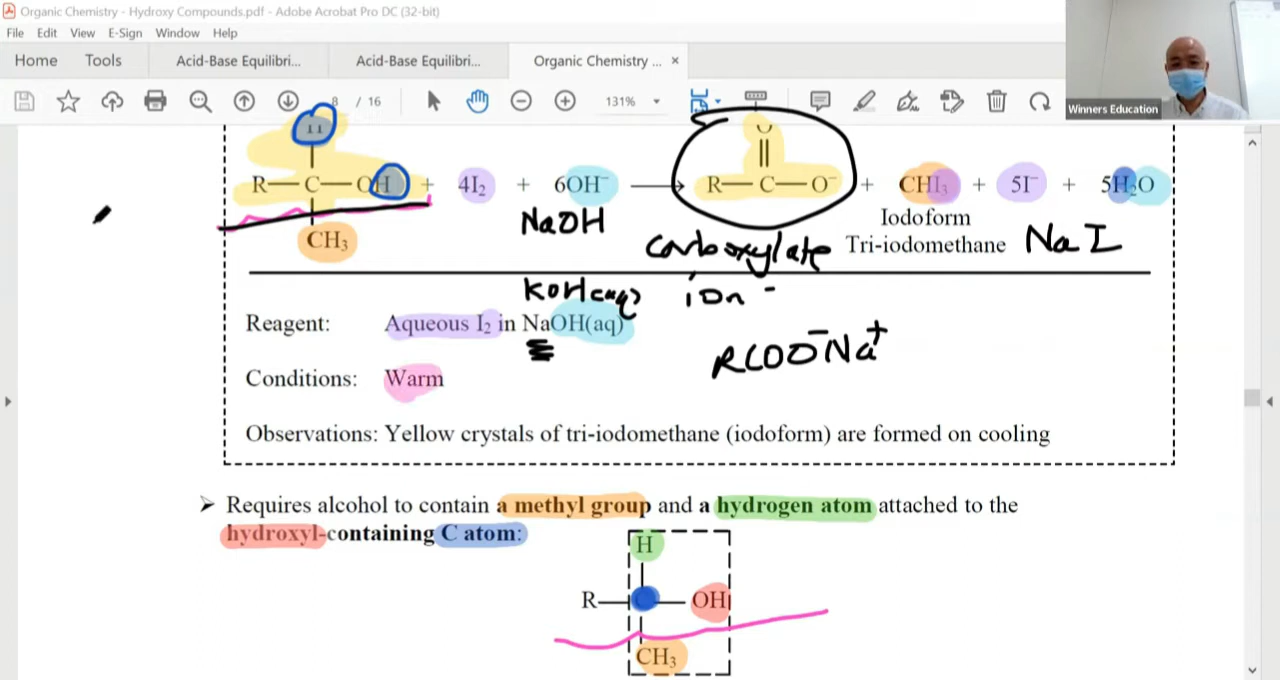 Organic Chemistry - Hydroxy Compounds.pdf - Adobe Acrobat Pro DC (32-bit)
File Edit View E-Sign Window Help
Home Tools Acid-Base Equilibri... Acid-Base Equilibri... Organic Chemistry ... ×
8 / 16 131%
Winners Education
H O
R—C—OH + 4I₂ + 6OH⁻ → R—C—O⁻ + CHI₃ + 5I⁻ + 5H₂O
NaOH Iodoform
CH₃ carboxylate Tri-iodomethane NaI
KOH(aq) ion
Reagent: Aqueous I₂ in NaOH(aq)
RCOO⁻Na⁺
Conditions: Warm
Observations: Yellow crystals of tri-iodomethane (iodoform) are formed on cooling
➤ Requires alcohol to contain a methyl group and a hydrogen atom attached to the
hydroxyl-containing C atom:
H
R—C—OH
CH₃